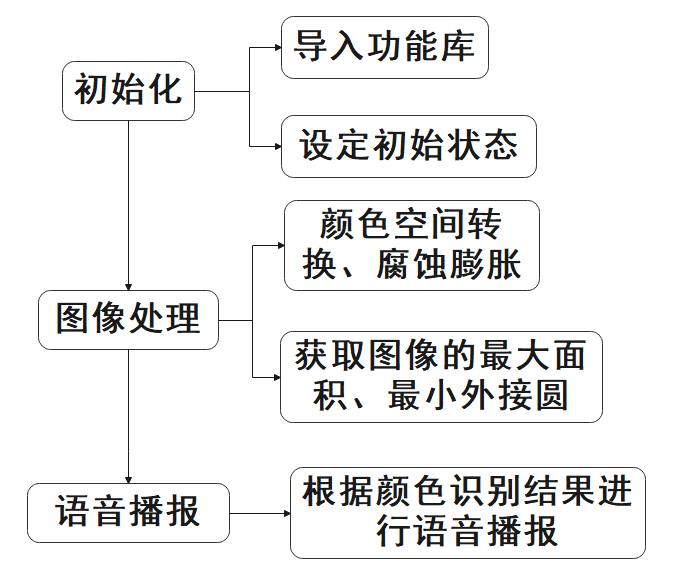 初始化
导入功能库
设定初始状态
图像处理
颜色空间转
换、腐蚀膨胀
获取图像的最大面
积、最小外接圆
语音播报
根据颜色识别结果进
行语音播报